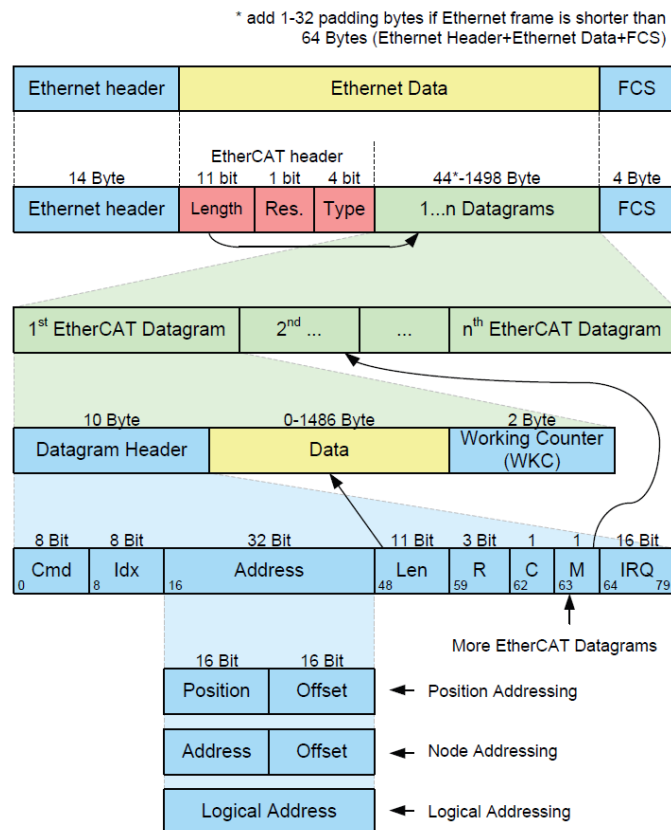 * add 1-32 padding bytes if Ethernet frame is shorter than
64 Bytes (Ethernet Header+Ethernet Data+FCS)
Ethernet header
Ethernet Data
FCS
EtherCAT header
14 Byte
11 bit
1 bit
4 bit
44*-1498 Byte
4 Byte
Ethernet header
Length
Res.
Type
1...n Datagrams
FCS
1st EtherCAT Datagram
2nd ...
...
nth EtherCAT Datagram
10 Byte
0-1486 Byte
2 Byte
Datagram Header
Data
Working Counter
(WKC)
8 Bit
8 Bit
32 Bit
11 Bit
3 Bit
1
1
16 Bit
Cmd
Idx
Address
Len
R
C
M
IRQ
0
8
16
48
59
62
63
64
79
More EtherCAT Datagrams
16 Bit
16 Bit
Position
Offset
Position Addressing
Address
Offset
Node Addressing
Logical Address
Logical Addressing